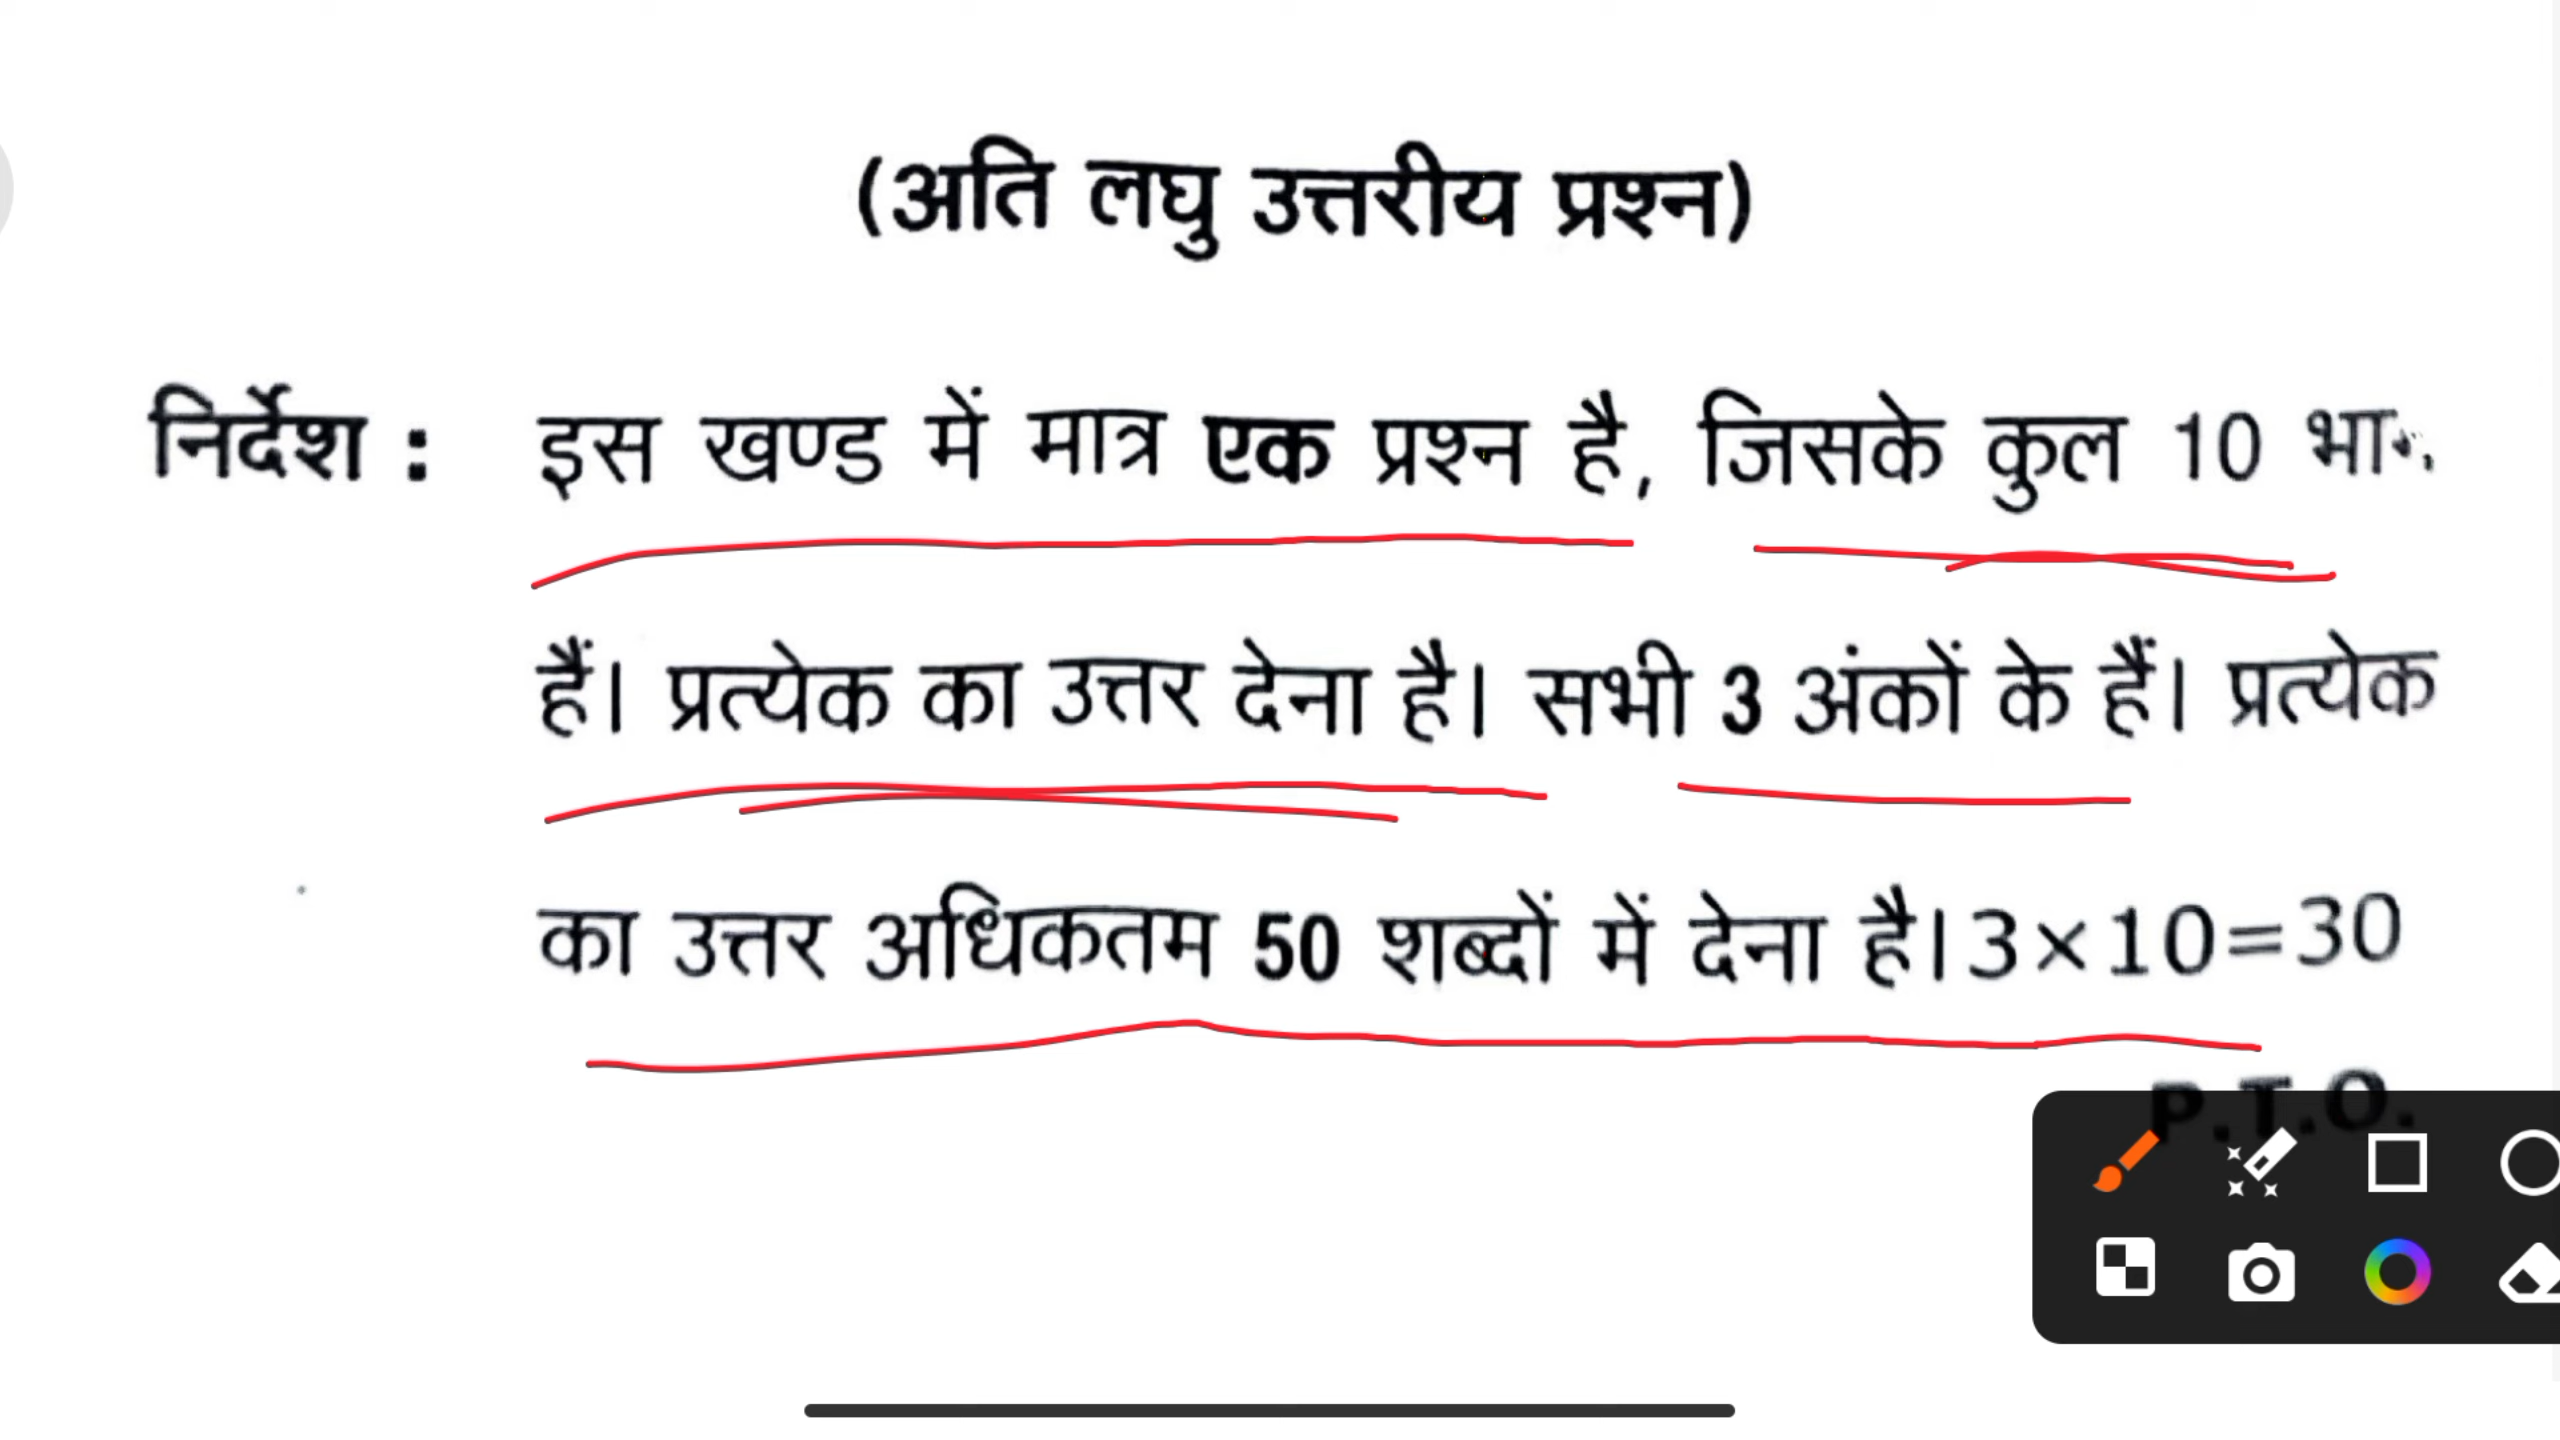 (अति लघु उत्तरीय प्रश्न)
निर्देश : इस खण्ड में मात्र एक प्रश्न है, जिसके कुल 10
हैं। प्रत्येक का उत्तर देना है। सभी 3 अंकों के हैं। प्रत्येक
का उत्तर अधिकतम 50 शब्दों में देना है। 3×10=30
P.T.O.